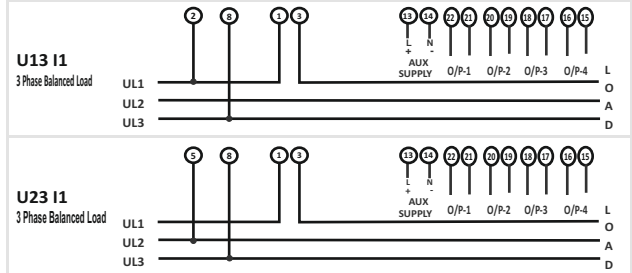 2 8 1 3 13 14 22 21 20 19 18 17 16 15
L N
+ -
U13 I1
AUX
SUPPLY O/P-1 O/P-2 O/P-3 O/P-4 L
3 Phase Balanced Load
UL1 O
UL2 A
UL3 D
5 8 1 3 13 14 22 21 20 19 18 17 16 15
L N
+ -
U23 I1
AUX
SUPPLY O/P-1 O/P-2 O/P-3 O/P-4 L
3 Phase Balanced Load
UL1 O
UL2 A
UL3 D